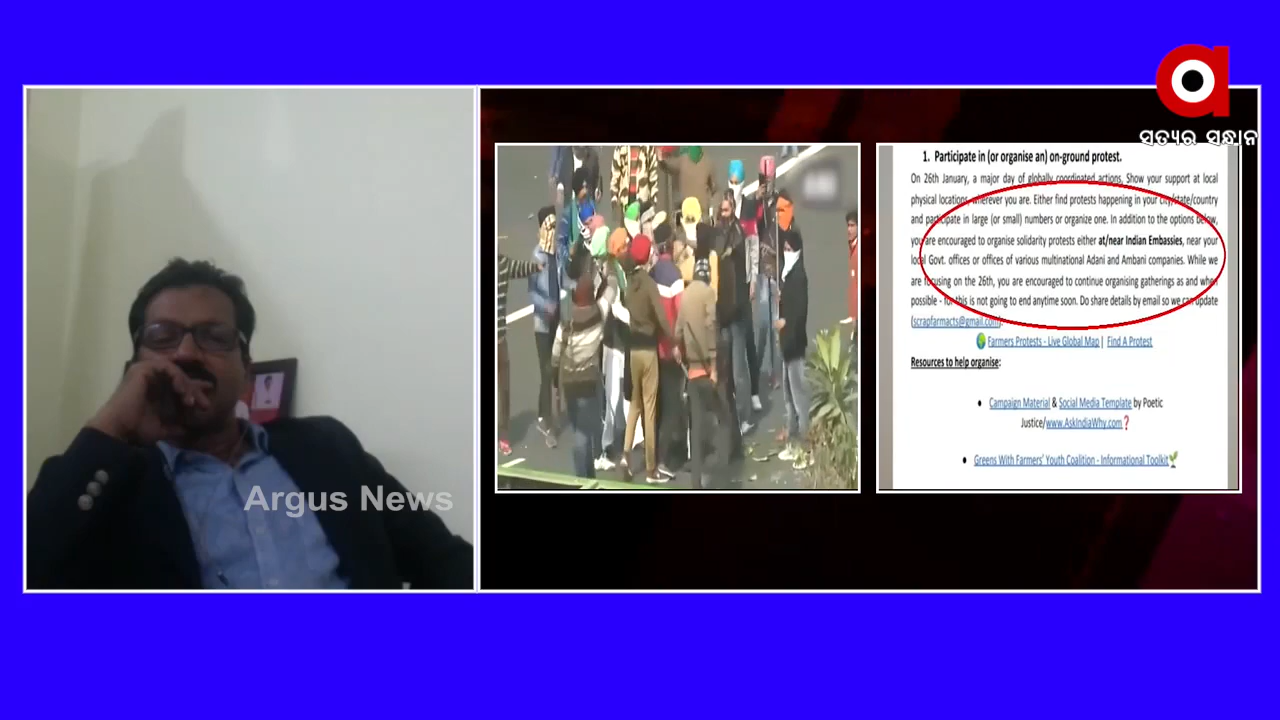 ସତ୍ୟର ସନ୍ଧାନ
Argus News
1. Participate in (or organise an) on-ground protest.
On 26th January, a major day of globally coordinated actions. Show your support at local
physical locations, wherever you are. Either find protests happening in your city/state/country
and participate in large (or small) numbers or organize one. In addition to the options below,
you are encouraged to organise solidarity protests either at/near Indian Embassies, near your
local Govt. offices or offices of various multinational Adani and Ambani companies. While we
are focusing on the 26th, you are encouraged to continue organising gatherings as and when
possible - for this is not going to end anytime soon. Do share details by email so we can update
(scrapfarmacts@gmail.com).
Farmers Protests - Live Global Map | Find A Protest
Resources to help organise:
• Campaign Material & Social Media Template by Poetic
Justice/www.AskIndiaWhy.com❓
• Greens With Farmers' Youth Coalition - Informational Toolkit